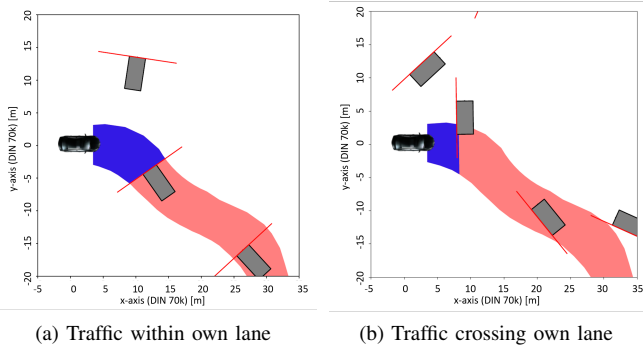 20
15
10
5
0
-5
-10
-15
-20
y-axis (DIN 70k) [m]
-5 0 5 10 15 20 25 30 35
x-axis (DIN 70k) [m]
20
15
10
5
0
-5
-10
-15
-20
y-axis (DIN 70k) [m]
-5 0 5 10 15 20 25 30 35
x-axis (DIN 70k) [m]
(a) Traffic within own lane
(b) Traffic crossing own lane